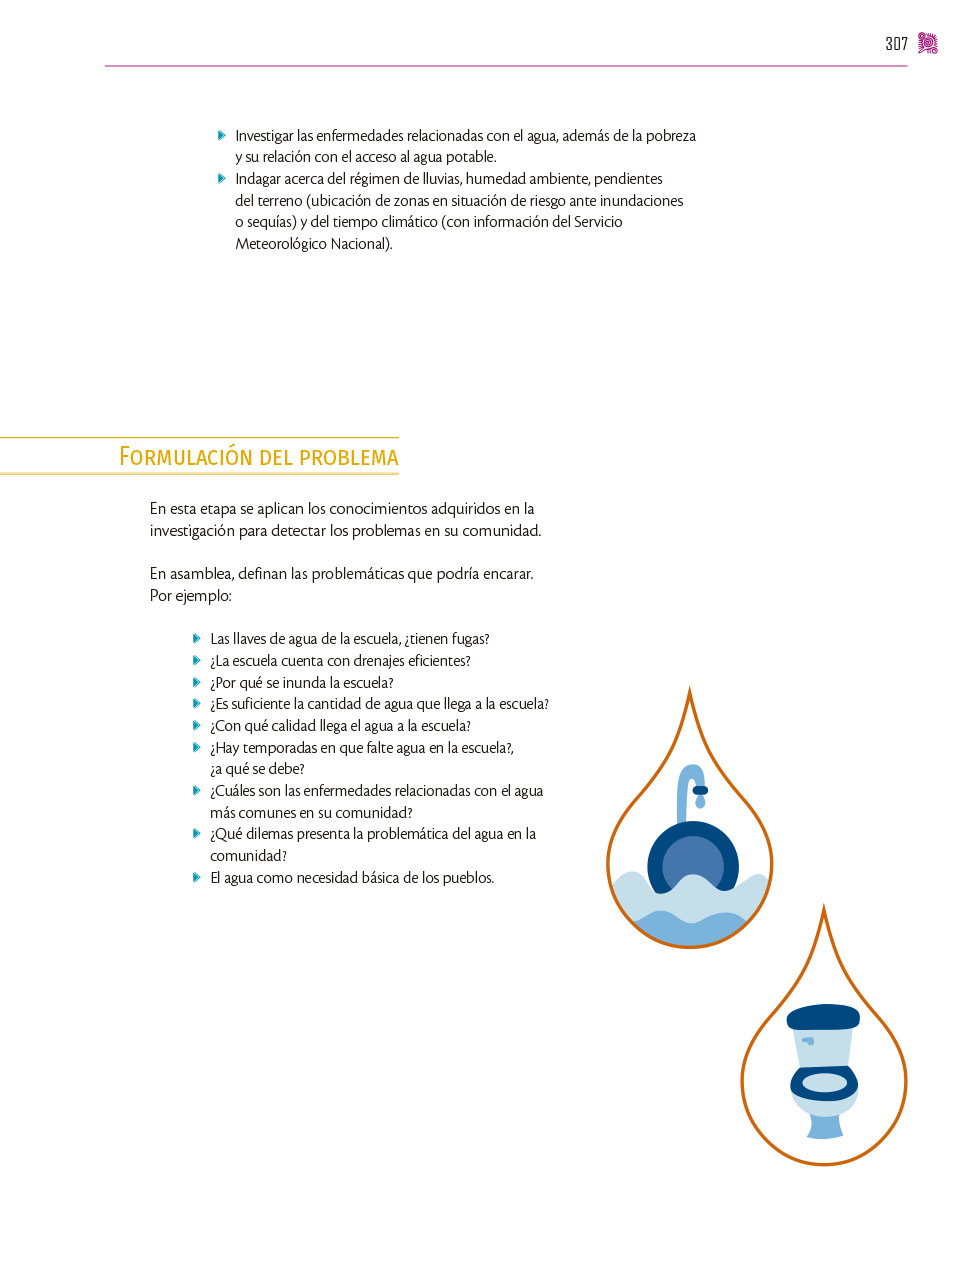 307
Investigar las enfermedades relacionadas con el agua, además de la pobreza
y su relación con el acceso al agua potable.
Indagar acerca del régimen de lluvias, humedad ambiente, pendientes
del terreno (ubicación de zonas en situación de riesgo ante inundaciones
o sequías) y del tiempo climático (con información del Servicio
Meteorológico Nacional).
Formulación del problema
En esta etapa se aplican los conocimientos adquiridos en la
investigación para detectar los problemas en su comunidad.
En asamblea, definan las problemáticas que podría encarar.
Por ejemplo:
Las llaves de agua de la escuela, ¿tienen fugas?
¿La escuela cuenta con drenajes eficientes?
¿Por qué se inunda la escuela?
¿Es suficiente la cantidad de agua que llega a la escuela?
¿Con qué calidad llega el agua a la escuela?
¿Hay temporadas en que falte agua en la escuela?,
¿a qué se debe?
¿Cuáles son las enfermedades relacionadas con el agua
más comunes en su comunidad?
¿Qué dilemas presenta la problemática del agua en la
comunidad?
El agua como necesidad básica de los pueblos.